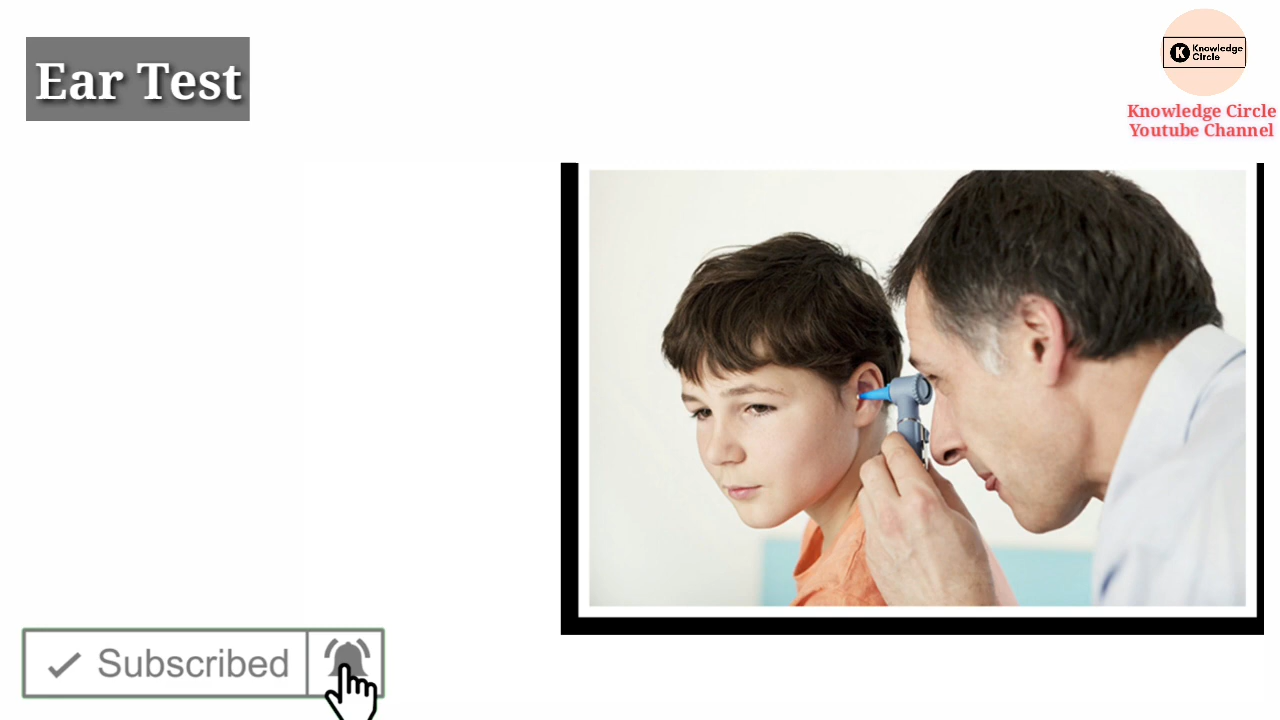 Ear Test
Knowledge
Circle
Knowledge Circle
Youtube Channel
Subscribed